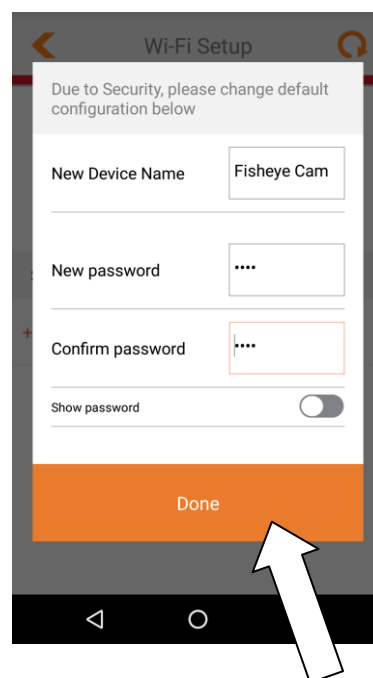 Wi-Fi Setup
Due to Security, please change default
configuration below
New Device Name
Fisheye Cam
New password
••••
Confirm password
••••
Show password
Done